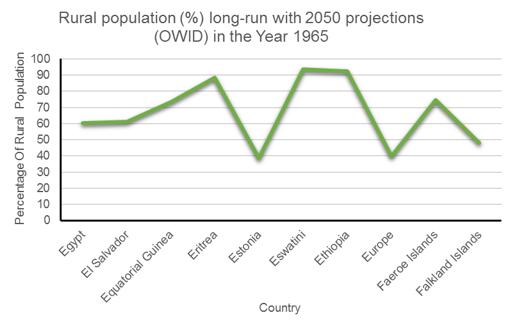 Rural population (%) long-run with 2050 projections
(OWID) in the Year 1965
Percentage Of Rural Population
100
90
80
70
60
50
40
30
20
10
0
Egypt
El Salvador
Equatorial Guinea
Eritrea
Estonia
Eswatini
Ethiopia
Europe
Faeroe Islands
Falkland Islands
Country